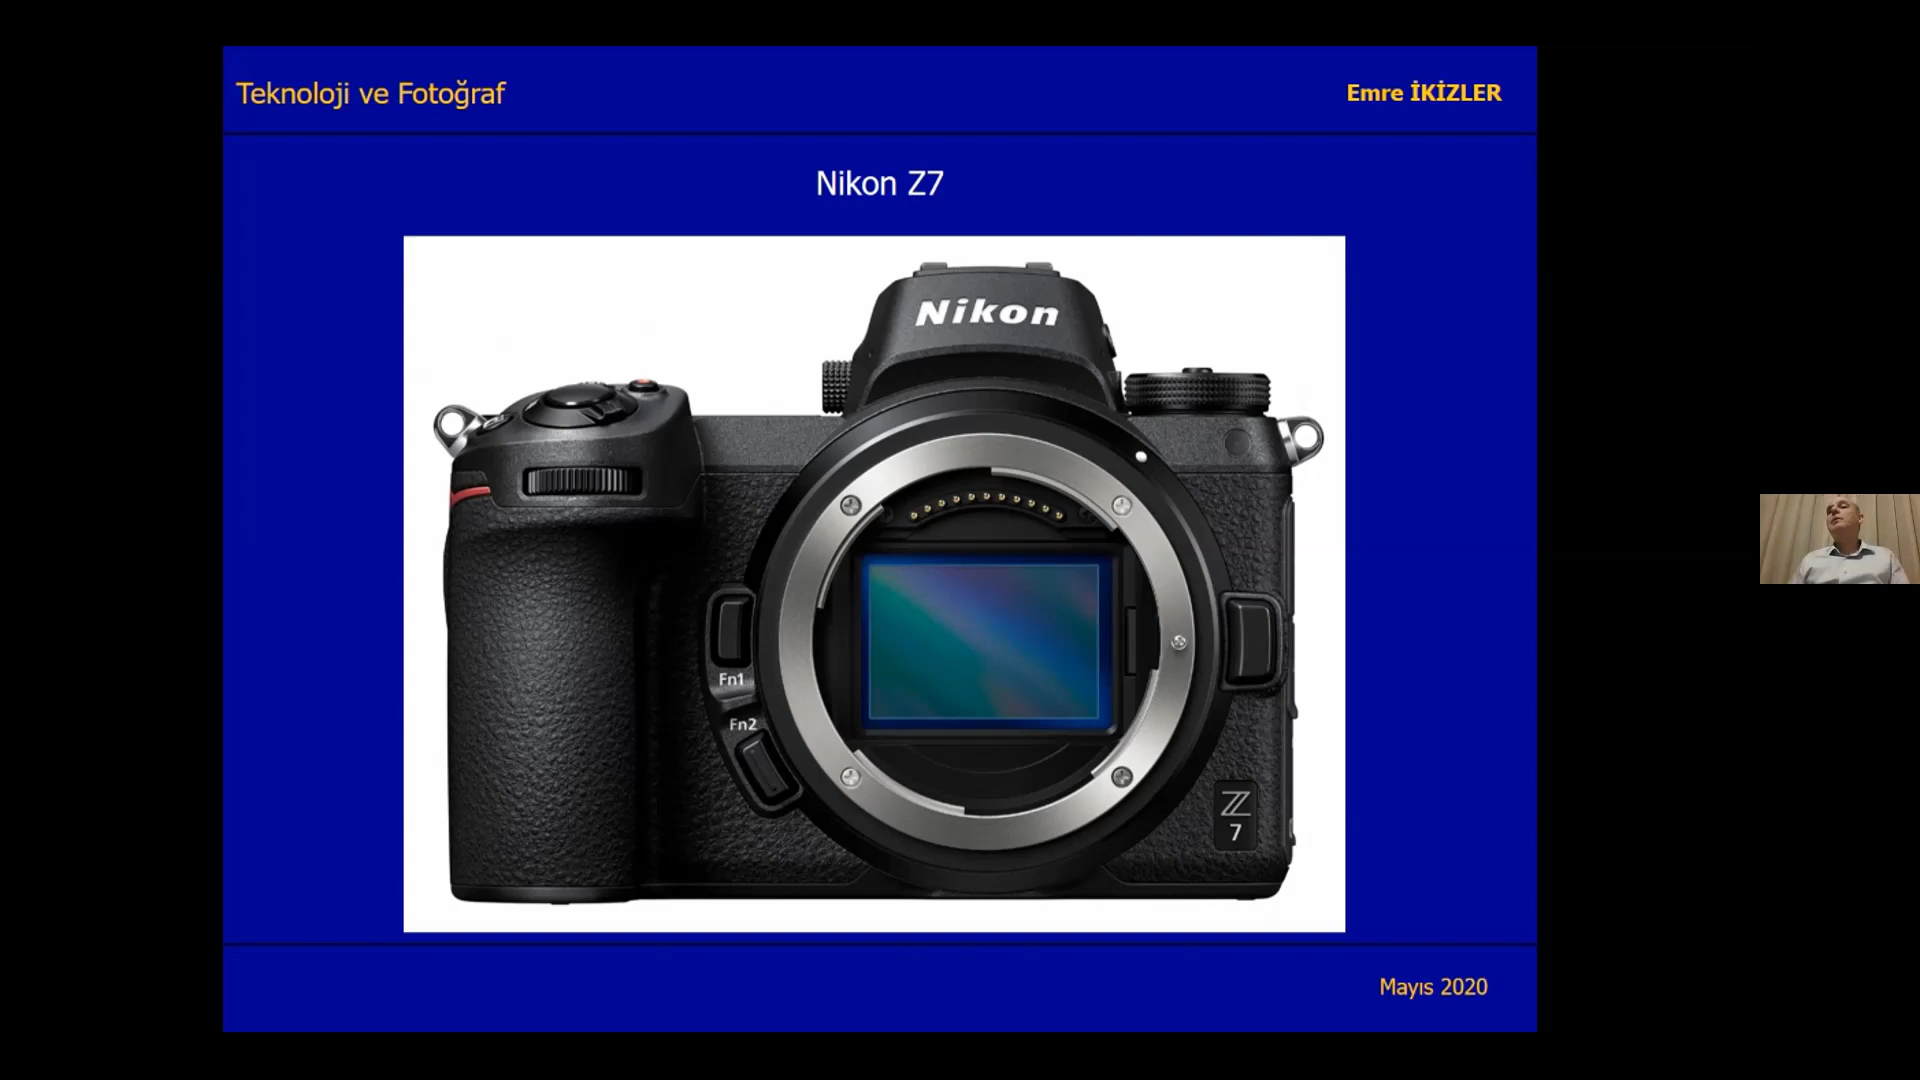 Teknoloji ve Fotoğraf
Emre İKİZLER
Nikon Z7
Nikon
Fn1
Fn2
Z
7
Mayıs 2020